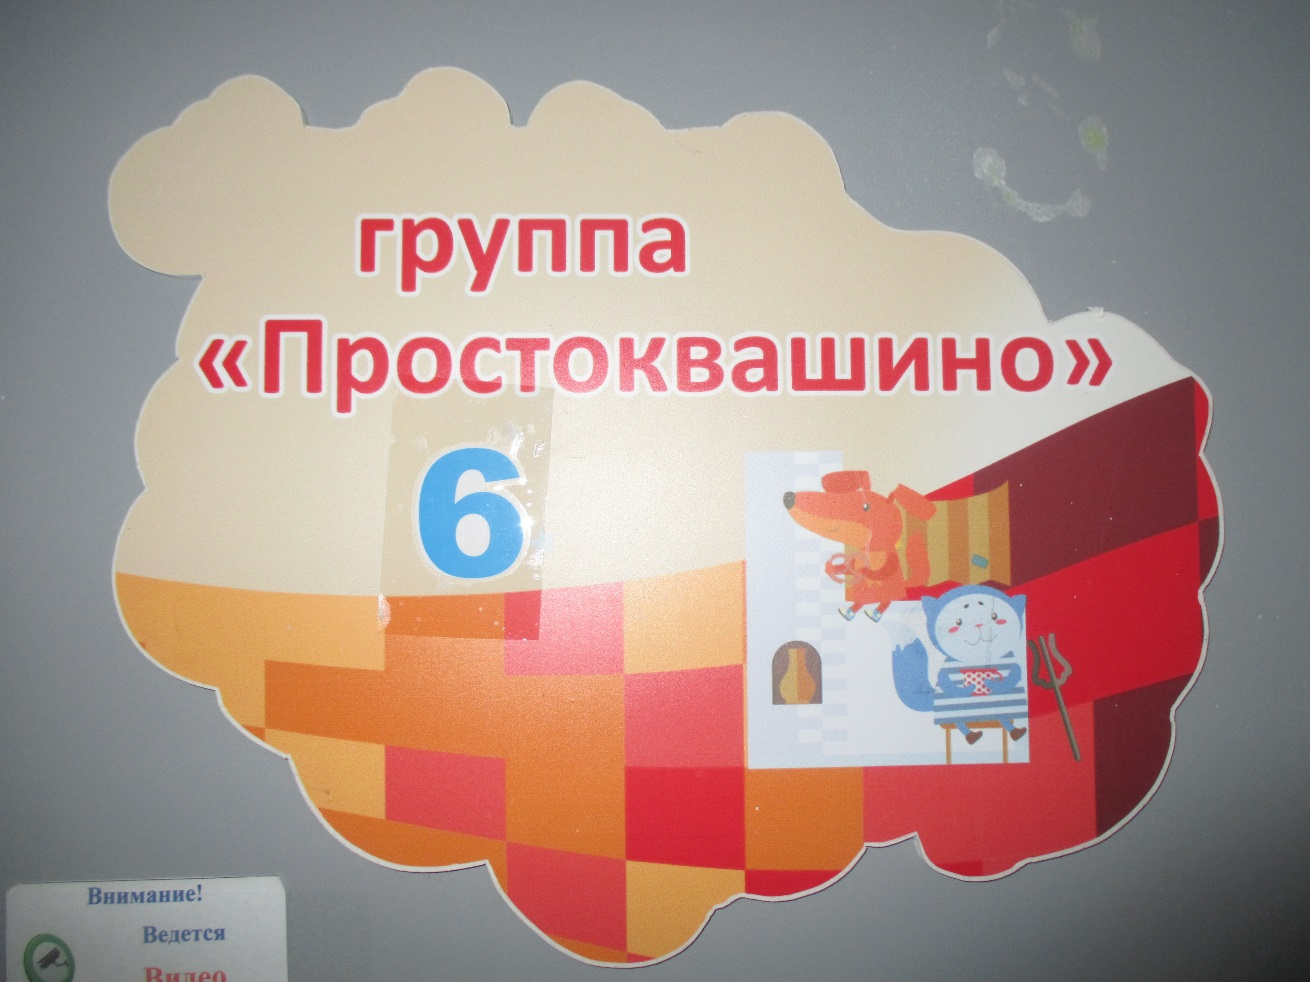 группа
«Простоквашино»
6
Внимание!
Ведется
Видео